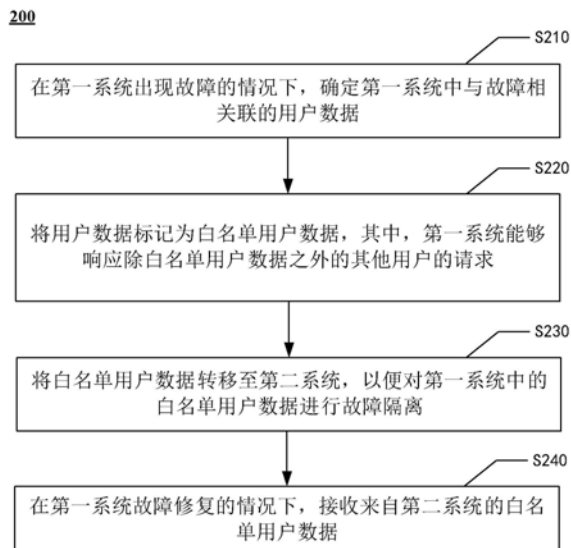 200
S210
在第一系统出现故障的情况下，确定第一系统中与故障相
关联的用户数据
S220
将用户数据标记为白名单用户数据，其中，第一系统能够
响应除白名单用户数据之外的其他用户的请求
S230
将白名单用户数据转移至第二系统，以便对第一系统中的
白名单用户数据进行故障隔离
S240
在第一系统故障修复的情况下，接收来自第二系统的白名
单用户数据